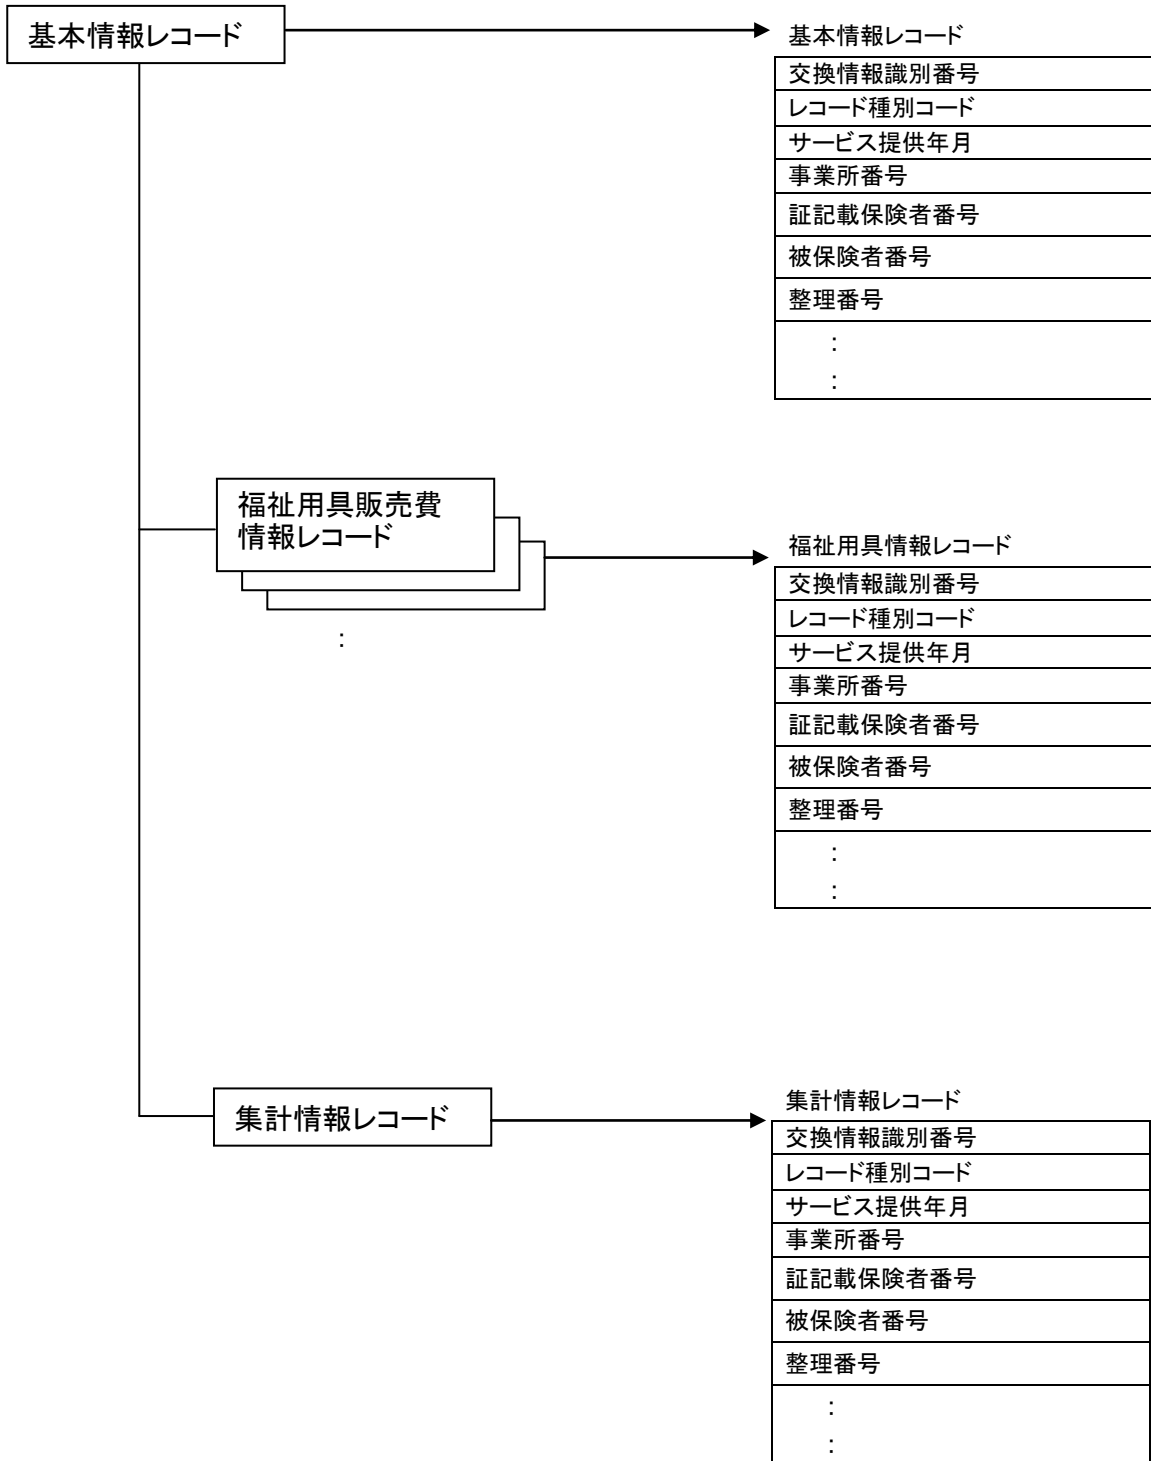 基本情報レコード
基本情報レコード
交換情報識別番号
レコード種別コード
サービス提供年月
事業所番号
証記載保険者番号
被保険者番号
整理番号
：
：
福祉用具販売費
情報レコード
：
福祉用具情報レコード
交換情報識別番号
レコード種別コード
サービス提供年月
事業所番号
証記載保険者番号
被保険者番号
整理番号
：
：
集計情報レコード
集計情報レコード
交換情報識別番号
レコード種別コード
サービス提供年月
事業所番号
証記載保険者番号
被保険者番号
整理番号
：
：